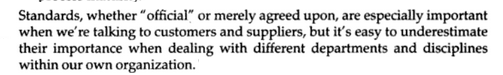 Standards, whether "official" or merely agreed upon, are especially important
when we're talking to customers and suppliers, but it's easy to underestimate
their importance when dealing with different departments and disciplines
within our own organization.